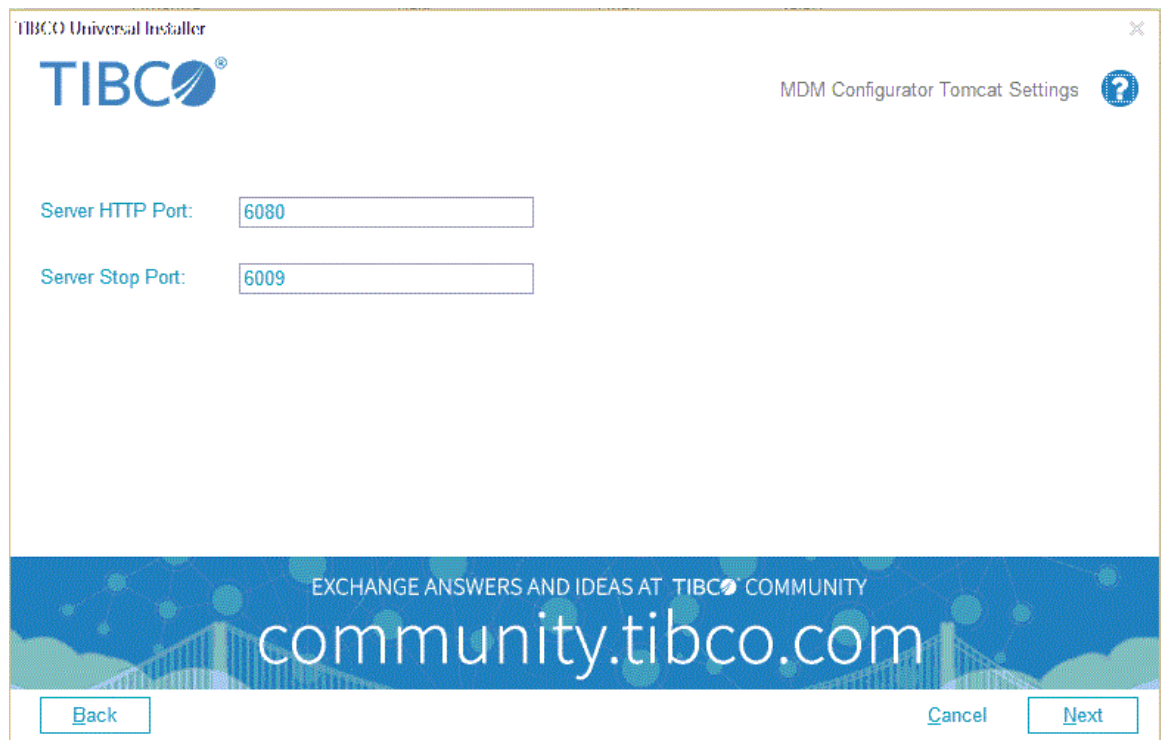 TIBCO Universal Installer
TIBCO®
MDM Configurator Tomcat Settings ?
Server HTTP Port: 6080
Server Stop Port: 6009
EXCHANGE ANSWERS AND IDEAS AT TIBCO COMMUNITY
community.tibco.com
Back Cancel Next